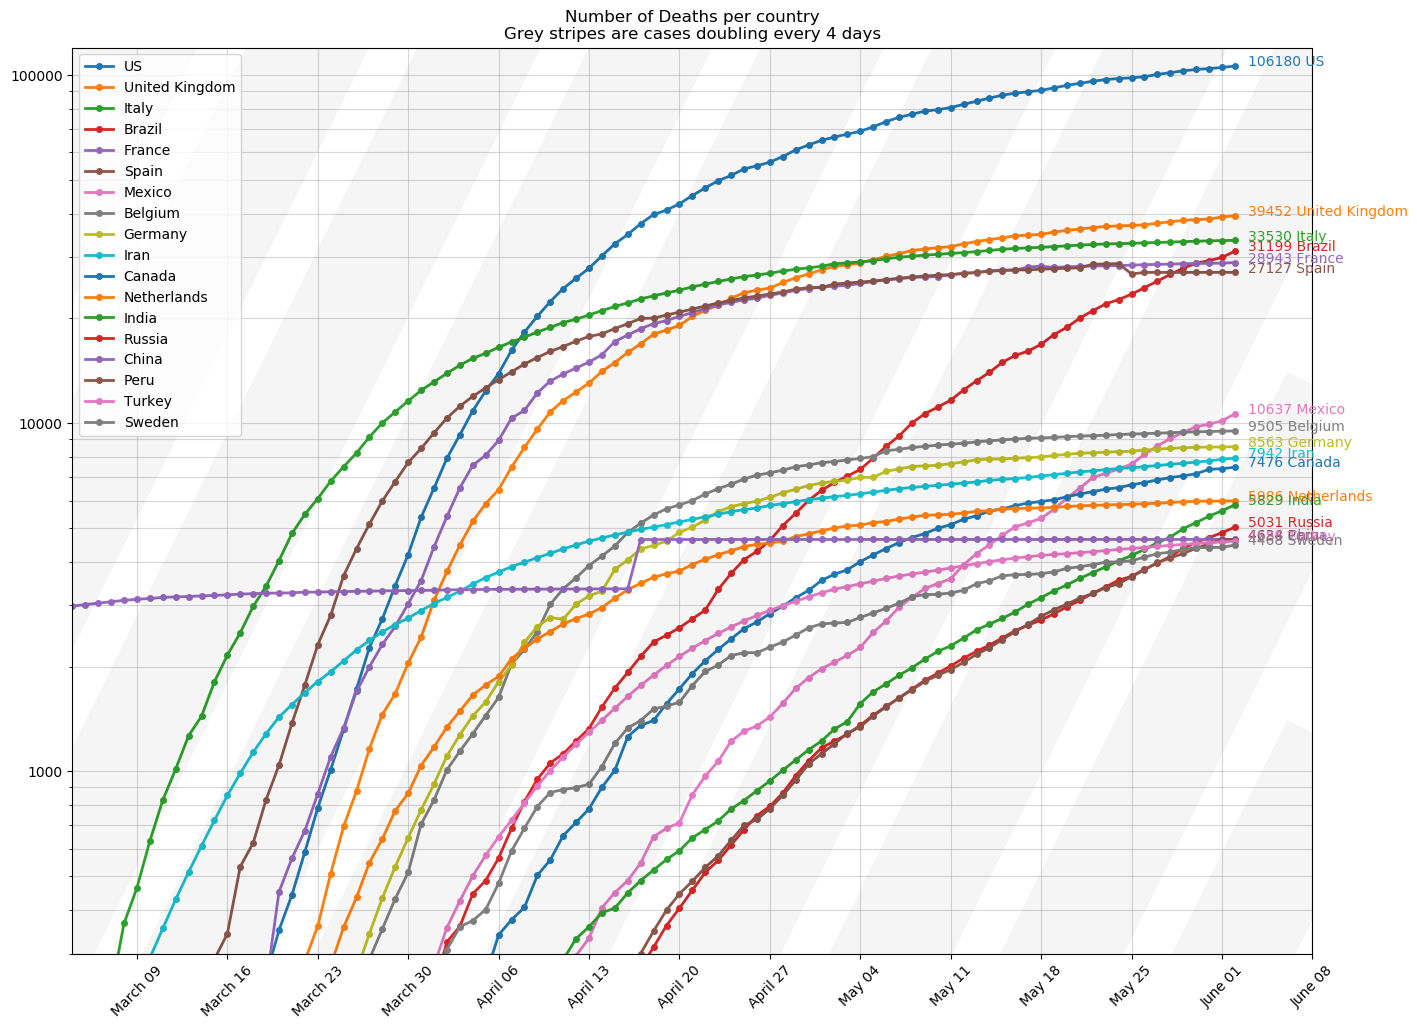 Number of Deaths per country
Grey stripes are cases doubling every 4 days
US
United Kingdom
Italy
Brazil
France
Spain
Mexico
Belgium
Germany
Iran
Canada
Netherlands
India
Russia
China
Peru
Turkey
Sweden
100000
10000
1000
106180 US
39452 United Kingdom
33530 Italy
31199 Brazil
28943 France
27127 Spain
10637 Mexico
9505 Belgium
8563 Germany
7942 Iran
7476 Canada
Netherlands
5829 India
5031 Russia
4468 Sweden
March 09
March 16
March 23
March 30
April 06
April 13
April 20
April 27
May 04
May 11
May 18
May 25
June 01
June 08